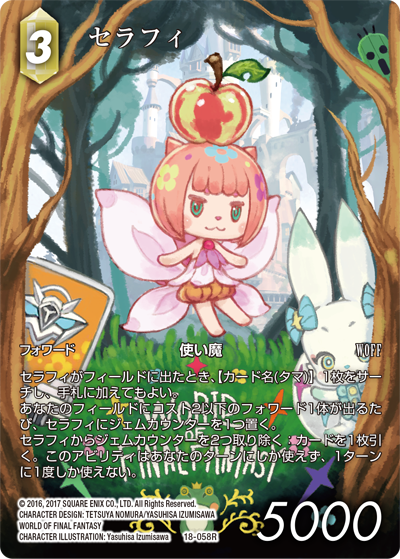 3
セラフィ
フォワード
使い魔
WOFF
セラフィがフィールドに出たとき、【カード名(タマ)】1枚をサー
チし、手札に加えてもよい。
あなたのフィールドにコスト2以下のフォワード1体が出るた
び、セラフィにジェムカウンターを1つ置く。
セラフィからジェムカウンターを2つ取り除く:カードを1枚引
く。このアビリティはあなたのターンにしか使えず、1ターン
に1度しか使えない。
© 2016, 2017 SQUARE ENIX CO., LTD. All Rights Reserved.
CHARACTER DESIGN: TETSUYA NOMURA/YASUHISA IZUMISAWA
WORLD OF FINAL FANTASY
CHARACTER ILLUSTRATION: Yasuhisa Izumisawa
18-058R
5000